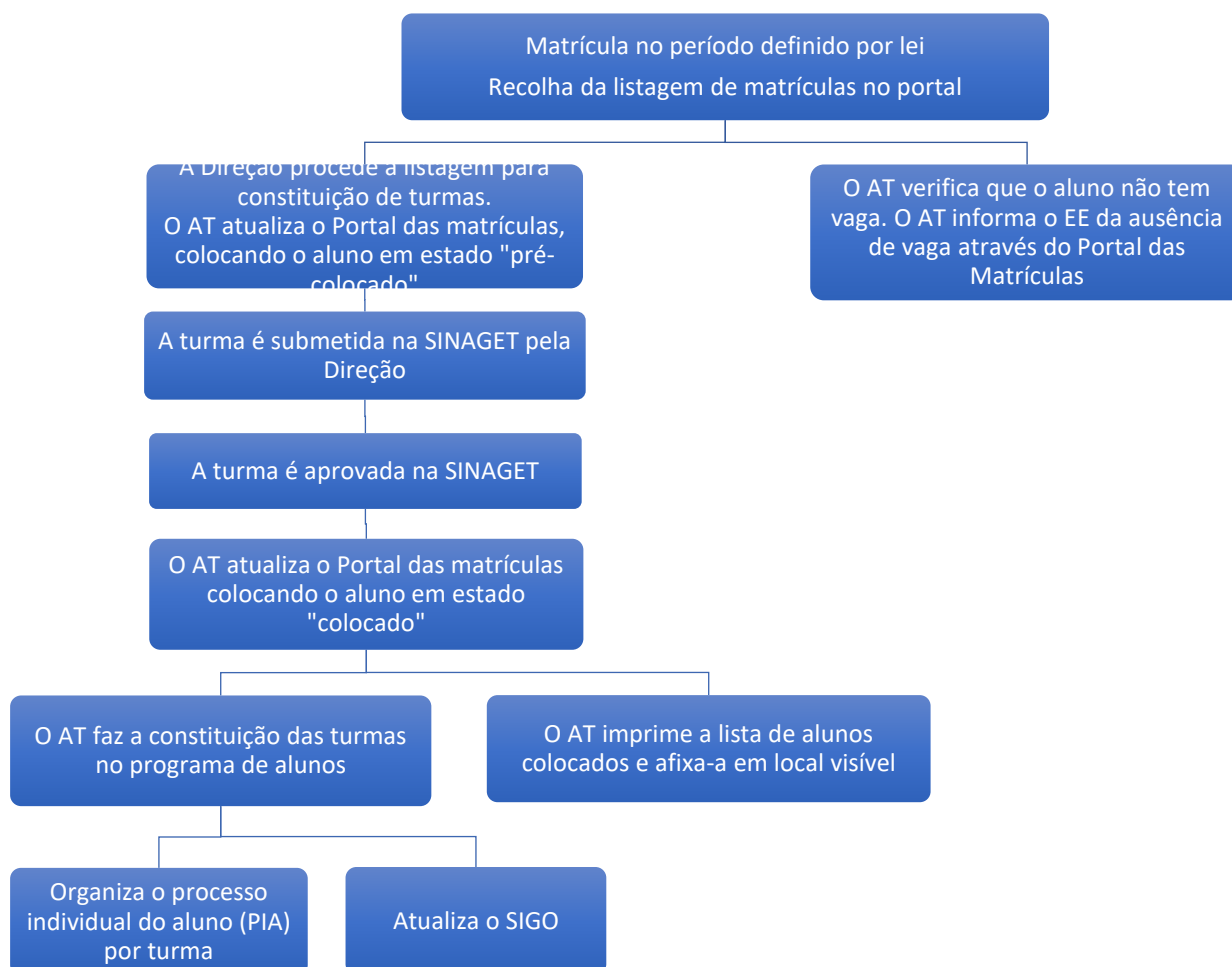 Matrícula no período definido por lei
Recolha da listagem de matrículas no portal
A Direção procede à listagem para
constituição de turmas.
O AT atualiza o Portal das matrículas,
colocando o aluno em estado "pré-
colocado"
O AT verifica que o aluno não tem
vaga. O AT informa o EE da ausência
de vaga através do Portal das
Matrículas
A turma é submetida na SINAGET pela
Direção
A turma é aprovada na SINAGET
O AT atualiza o Portal das matrículas
colocando o aluno em estado
"colocado"
O AT faz a constituição das turmas
no programa de alunos
O AT imprime a lista de alunos
colocados e afixa-a em local visível
Organiza o processo
individual do aluno (PIA)
por turma
Atualiza o SIGO